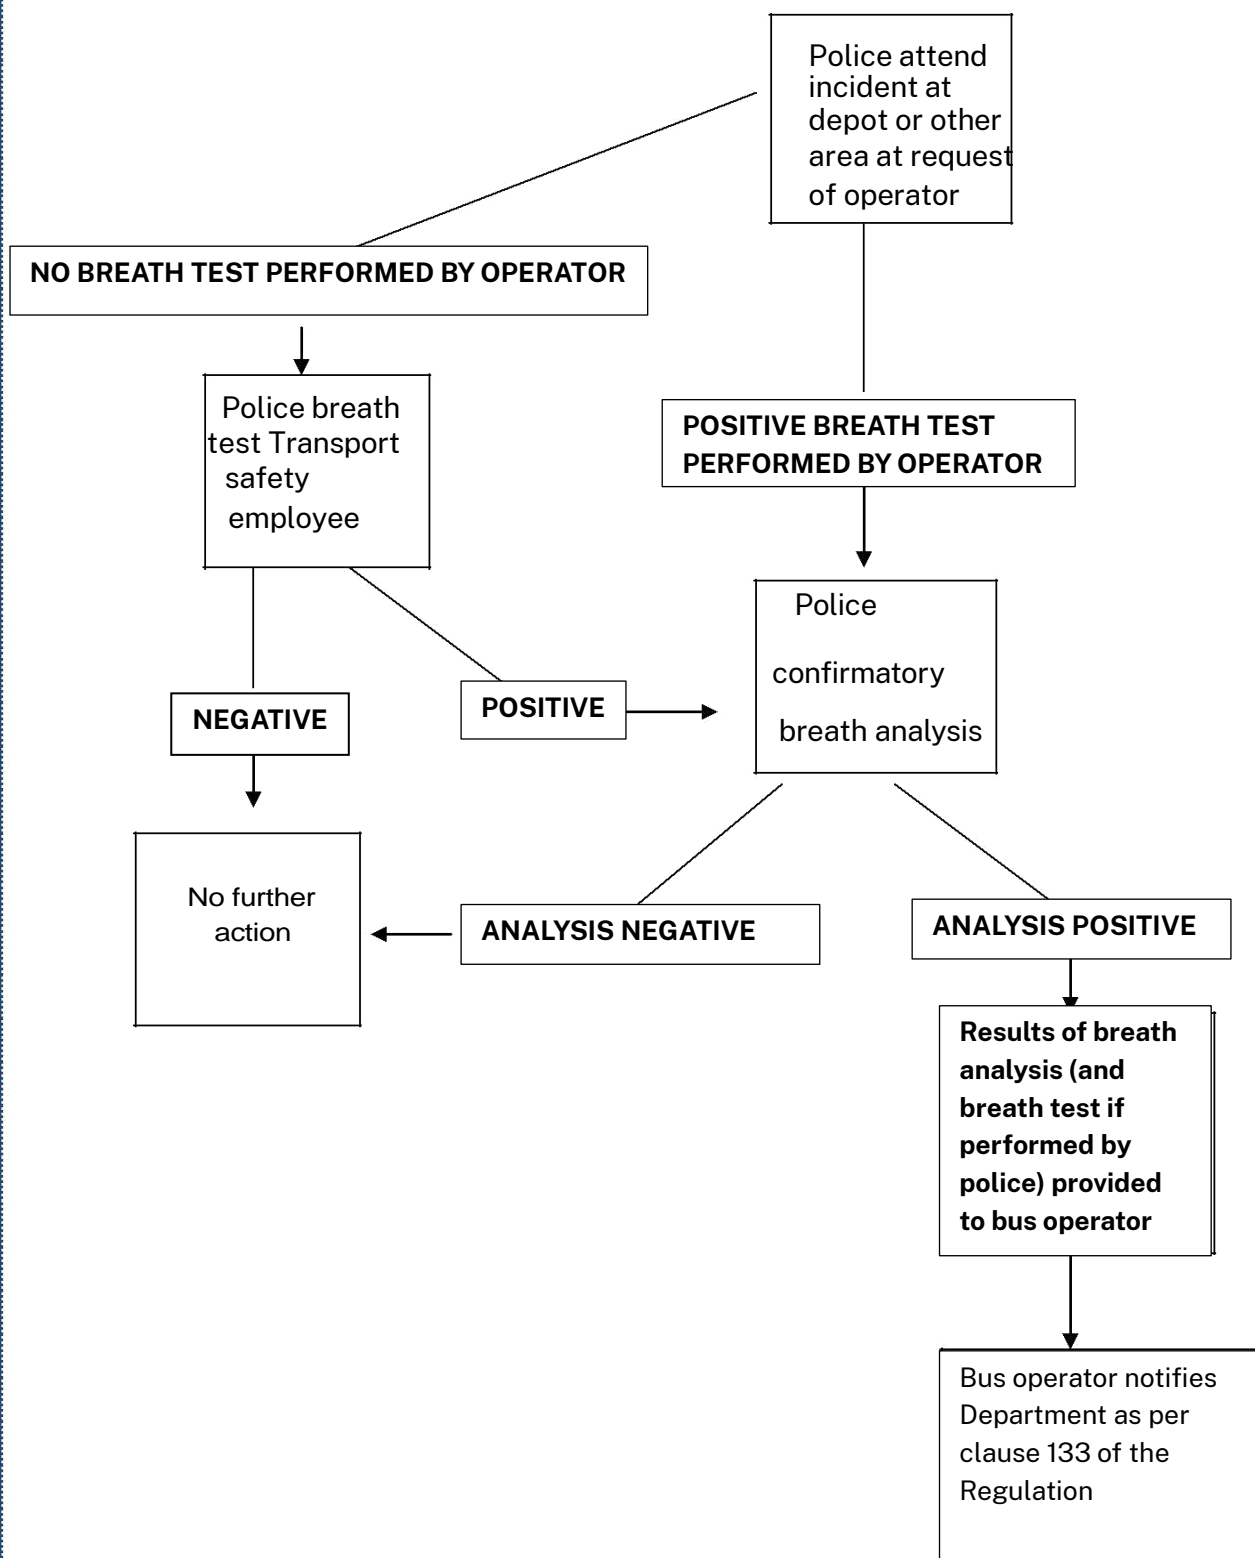 Police attend
incident at
depot or other
area at request
of operator
NO BREATH TEST PERFORMED BY OPERATOR
Police breath
test Transport
safety
employee
POSITIVE BREATH TEST
PERFORMED BY OPERATOR
Police
confirmatory
breath analysis
NEGATIVE
POSITIVE
No further
action
ANALYSIS NEGATIVE
ANALYSIS POSITIVE
Results of breath
analysis (and
breath test if
performed by
police) provided
to bus operator
Bus operator notifies
Department as per
clause 133 of the
Regulation